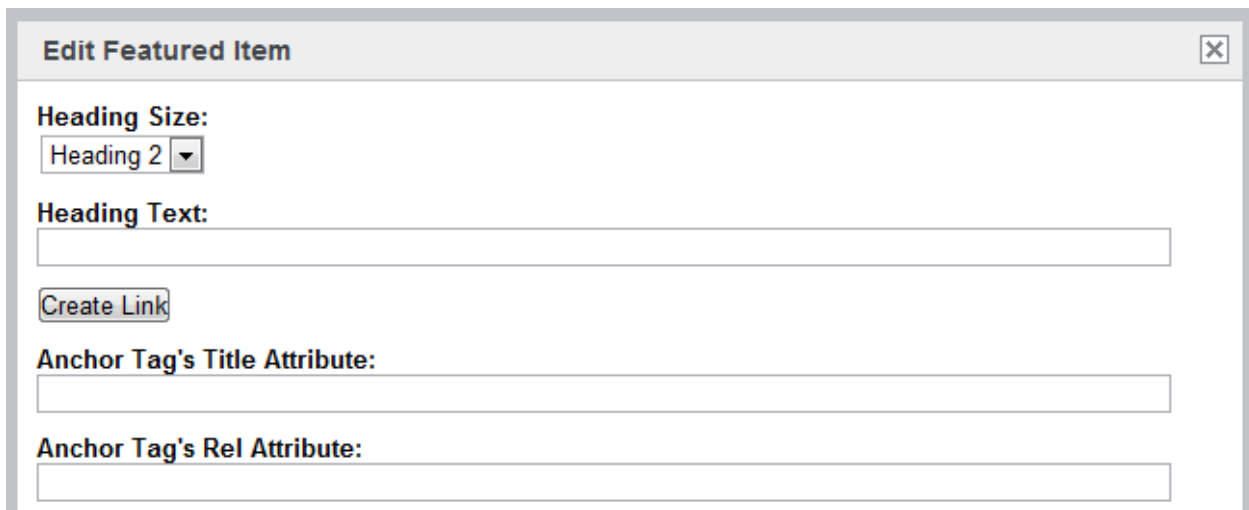 Edit Featured Item
Heading Size:
Heading 2
Heading Text:
Create Link
Anchor Tag's Title Attribute:
Anchor Tag's Rel Attribute: